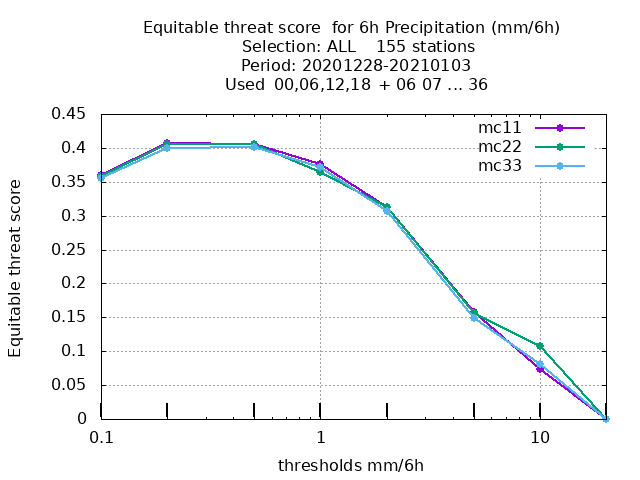 Equitable threat score  for 6h Precipitation (mm/6h)
Selection: ALL    155 stations
Period: 20201228-20210103
Used  00,06,12,18  + 06 07 ... 36
mc11
mc22
mc33
Equitable threat score
0.45
0.4
0.35
0.3
0.25
0.2
0.15
0.1
0.05
0
0.1 1 10
thresholds mm/6h